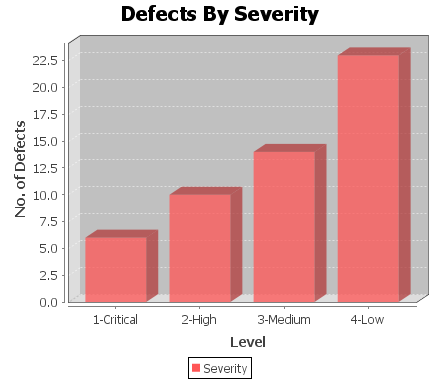 Defects By Severity
No. of Defects
22.5
20.0
17.5
15.0
12.5
10.0
7.5
5.0
2.5
0.0
1-Critical 2-High 3-Medium 4-Low
Level
Severity